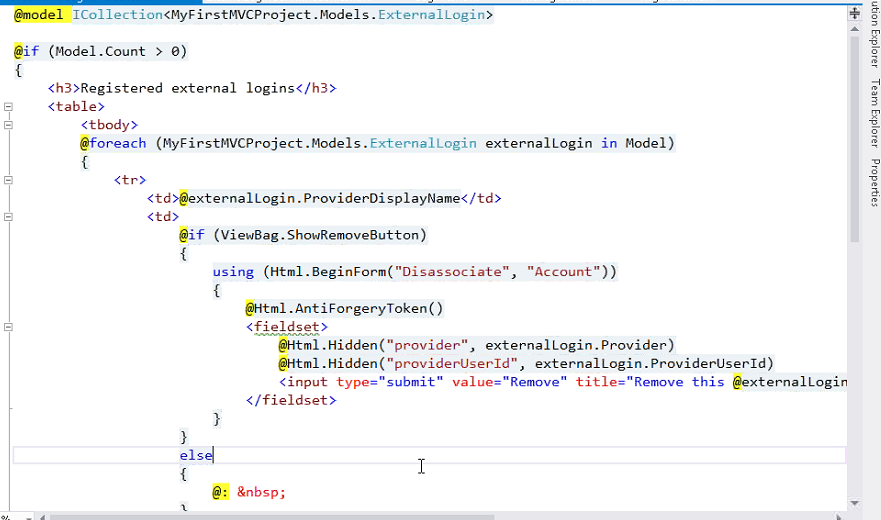 @model ICollection<MyFirstMVCProject.Models.ExternalLogin>
@if (Model.Count > 0)
{
<h3>Registered external logins</h3>
<table>
<tbody>
@foreach (MyFirstMVCProject.Models.ExternalLogin externalLogin in Model)
{
<tr>
<td>@externalLogin.ProviderDisplayName</td>
<td>
@if (ViewBag.ShowRemoveButton)
{
using (Html.BeginForm("Disassociate", "Account"))
{
@Html.AntiForgeryToken()
<fieldset>
@Html.Hidden("provider", externalLogin.Provider)
@Html.Hidden("providerUserId", externalLogin.ProviderUserId)
<input type="submit" value="Remove" title="Remove this @externalLogin
</fieldset>
}
}
else
{
@: &nbsp;
}
%
ution Explorer
Team Explorer
Properties